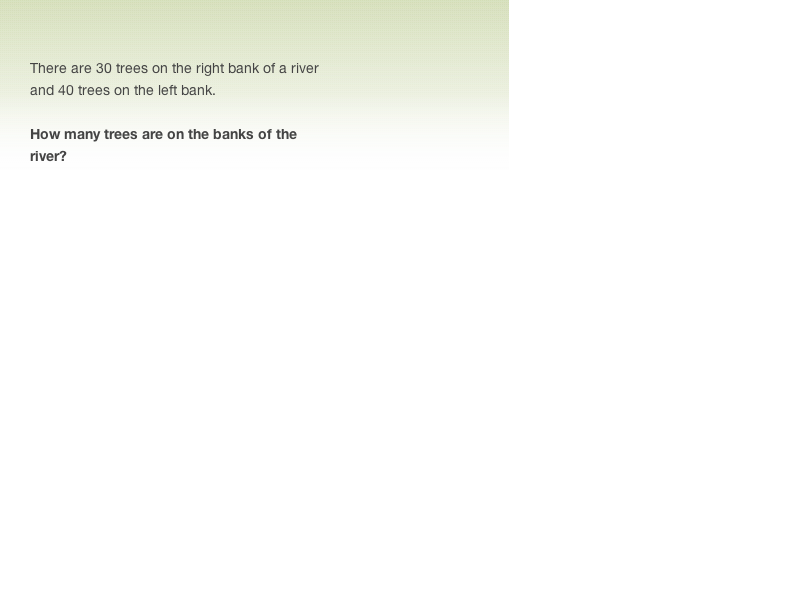 There are 30 trees on the right bank of a river
and 40 trees on the left bank.
How many trees are on the banks of the
river?